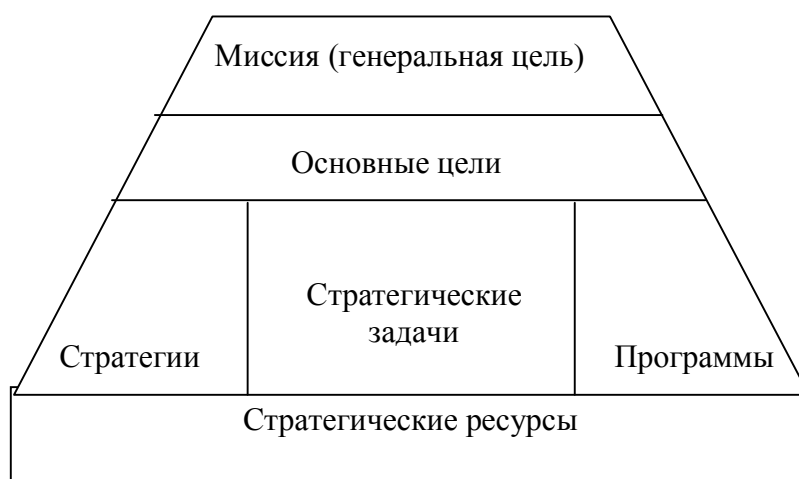 Миссия (генеральная цель)
Основные цели
Стратегические
задачи
Стратегии
Программы
Стратегические ресурсы